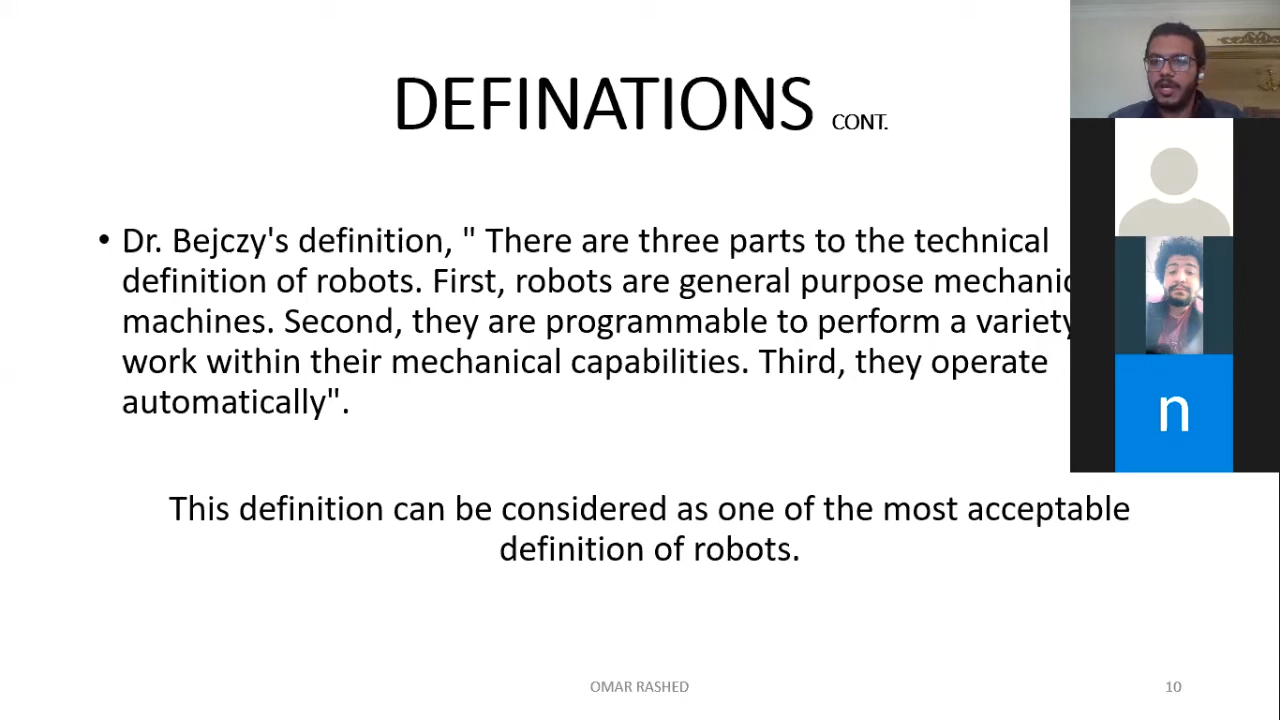 DEFINATIONS CONT.
• Dr. Bejczy's definition, " There are three parts to the technical
definition of robots. First, robots are general purpose
machines. Second, they are programmable to perform a variety
work within their mechanical capabilities. Third, they operate
automatically".
This definition can be considered as one of the most acceptable
definition of robots.
OMAR RASHED
10
n